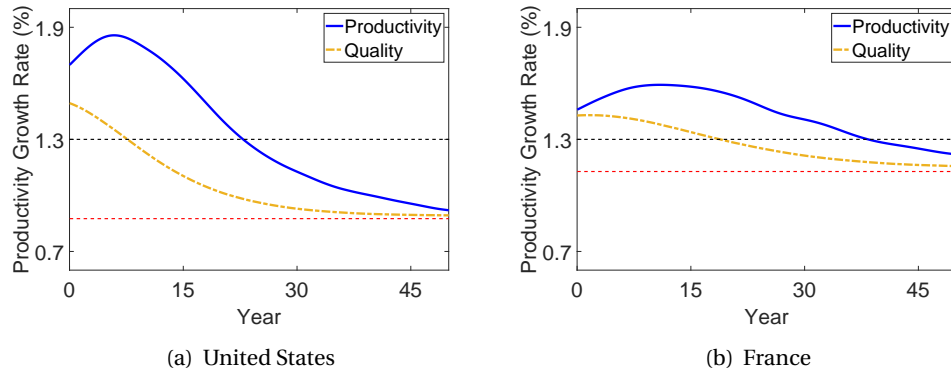 Productivity Growth Rate (%)
1.9
1.3
0.7
0
15
30
45
Year
Productivity
Quality
(a) United States
Productivity Growth Rate (%)
1.9
1.3
0.7
0
15
30
45
Year
Productivity
Quality
(b) France